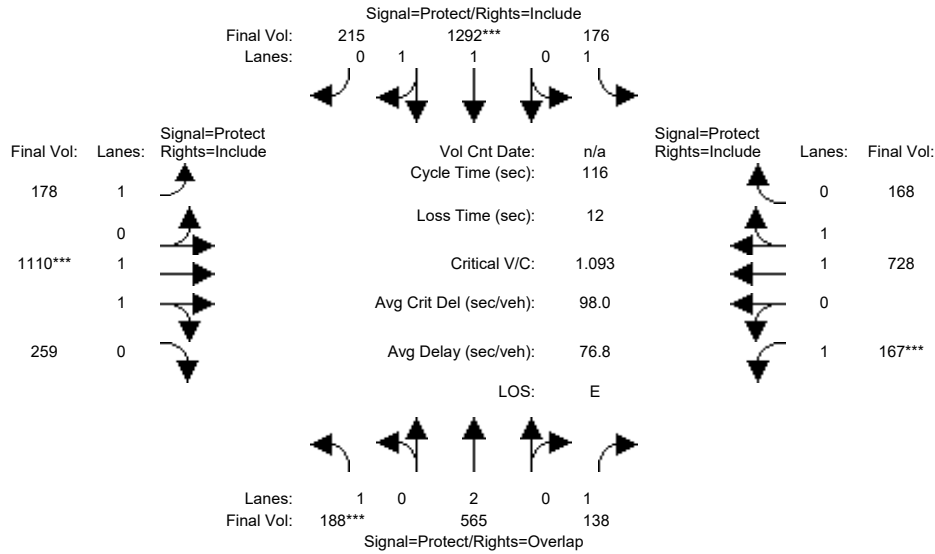 Signal=Protect/Rights=Include
Final Vol: 215 1292*** 176
Lanes: 0 1 1 0 1
Signal=Protect Signal=Protect
Final Vol: Lanes: Rights=Include Vol Cnt Date: n/a Rights=Include Lanes: Final Vol:
Cycle Time (sec): 116
178 1 0 168
Loss Time (sec): 12
0 1
1110*** 1 Critical V/C: 1.093 1 728
1 Avg Crit Del (sec/veh): 98.0 0
259 0 Avg Delay (sec/veh): 76.8 1 167***
LOS: E
Lanes: 1 0 2 0 1
Final Vol: 188*** 565 138
Signal=Protect/Rights=Overlap